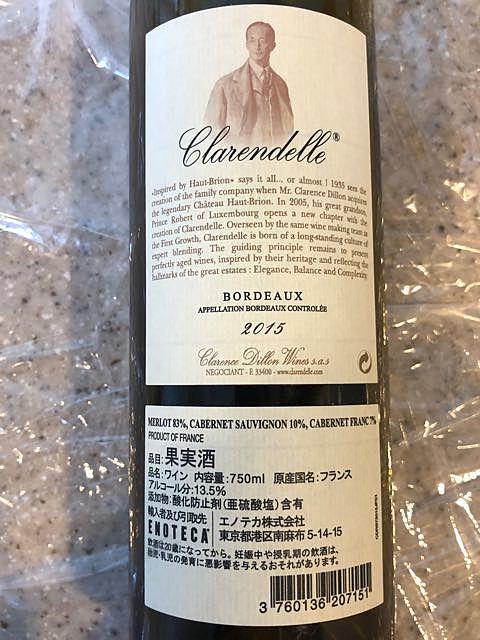 Clarendelle®
«Inspired by Haut-Brion» says it all... or almost ! 1935 sees the
creation of the family company when Mr. Clarence Dillon acquires
the legendary Château Haut-Brion. In 2005, his great grandson,
Prince Robert of Luxembourg opens a new chapter with the
creation of Clarendelle. Overseen by the same wine making team as
the First Growth, Clarendelle is born of a long-standing culture of
expert blending. The guiding principle remains to present
perfectly aged wines, inspired by their heritage and reflecting the
hallmarks of the great estates : Elegance, Balance and Complexity.
BORDEAUX
APPELLATION BORDEAUX CONTROLÉE
2015
Clarence Dillon Wines s.a.s
NEGOCIANT - F. 33400 - www.clarendelle.com
MERLOT 83%, CABERNET SAUVIGNON 10%, CABERNET FRANC 7%
PRODUCT OF FRANCE
品目:果実酒
品名:ワイン 内容量:750ml 原産国名:フランス
アルコール分:13.5%
添加物:酸化防止剤(亜硫酸塩)含有
輸入者及び引取先 エノテカ株式会社
ENOTECA 東京都港区南麻布5-14-15
飲酒は20歳になってから。妊娠中や授乳期の飲酒は、
胎児・乳児の発育に悪影響を与えるおそれがあります。
3 760136 207151